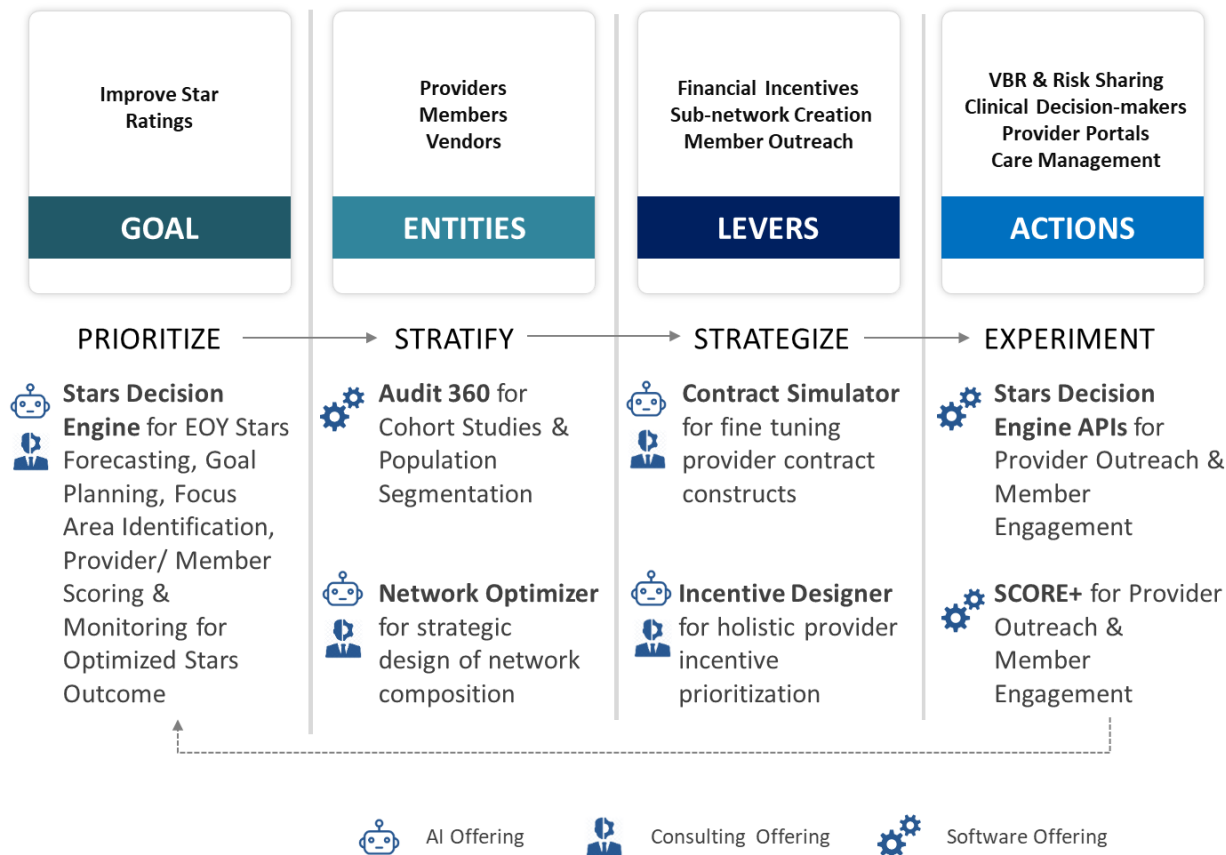 Improve Star
Ratings
GOAL
Providers
Members
Vendors
ENTITIES
Financial Incentives
Sub-network Creation
Member Outreach
LEVERS
VBR & Risk Sharing
Clinical Decision-makers
Provider Portals
Care Management
ACTIONS
PRIORITIZE
Stars Decision
Engine for EOY Stars
Forecasting, Goal
Planning, Focus
Area Identification,
Provider/ Member
Scoring &
Monitoring for
Optimized Stars
Outcome
STRATIFY
Audit 360 for
Cohort Studies &
Population
Segmentation
Network Optimizer
for strategic
design of network
composition
STRATEGIZE
Contract Simulator
for fine tuning
provider contract
constructs
Incentive Designer
for holistic provider
incentive
prioritization
EXPERIMENT
Stars Decision
Engine APIs for
Provider Outreach &
Member
Engagement
SCORE+ for Provider
Outreach &
Member
Engagement
AI Offering
Consulting Offering
Software Offering